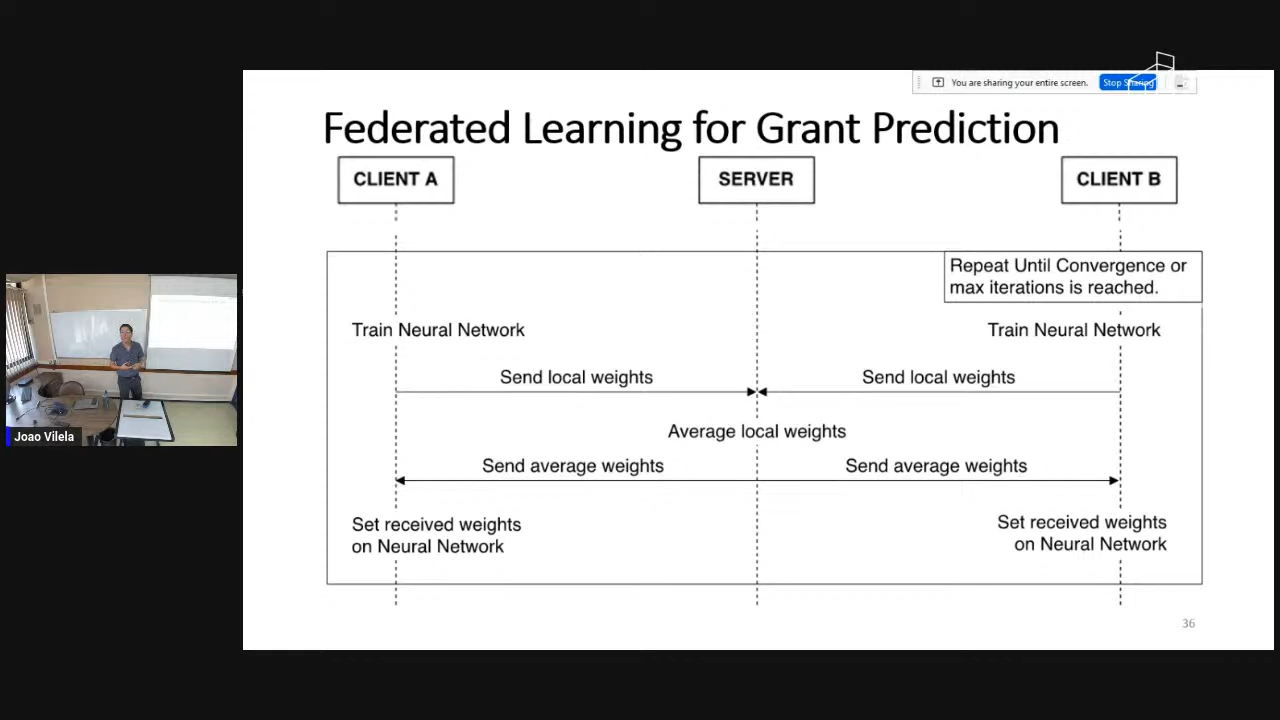 You are sharing your entire screen.
Stop Sharing
Federated Learning for Grant Prediction
CLIENT A
SERVER
CLIENT B
Repeat Until Convergence or
max iterations is reached.
Train Neural Network
Train Neural Network
Send local weights
Send local weights
Average local weights
Send average weights
Send average weights
Set received weights
on Neural Network
Set received weights
on Neural Network
36
Joao Vilela